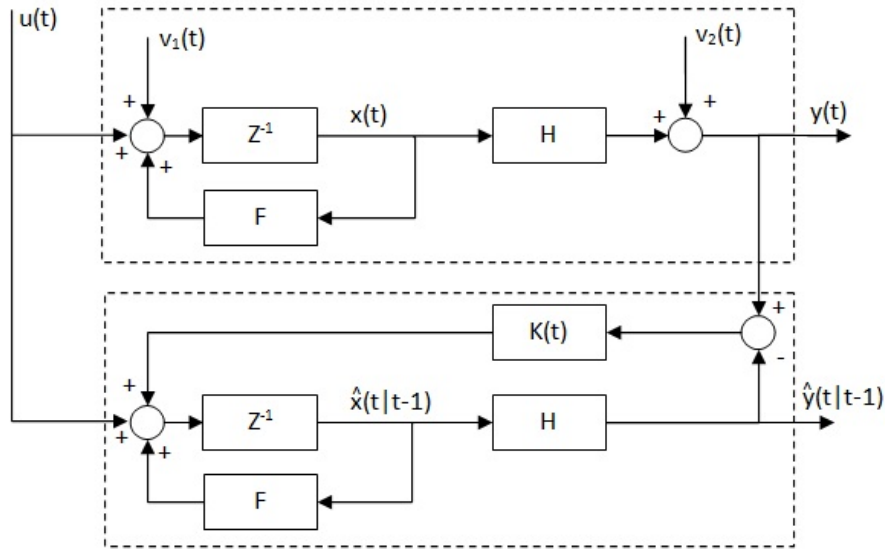 u(t)
v₁(t)
v₂(t)
+
+
+
Z⁻¹
x(t)
H
+
+
y(t)
F
K(t)
+
-
+
+
+
Z⁻¹
x̂(t|t-1)
H
ŷ(t|t-1)
F